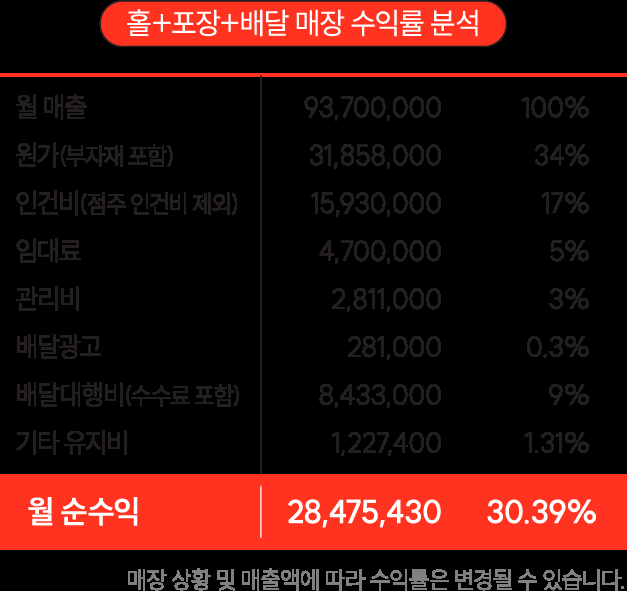 홀+포장+배달 매장 수익률 분석
월 매출 93,700,000 100%
원가(부자재 포함) 31,858,000 34%
인건비(점주 인건비 제외) 15,930,000 17%
임대료 4,700,000 5%
관리비 2,811,000 3%
배달광고 281,000 0.3%
배달대행비(수수료 포함) 8,433,000 9%
기타 유지비 1,227,400 1.31%
월 순수익 28,475,430 30.39%
매장 상황 및 매출액에 따라 수익률은 변경될 수 있습니다.